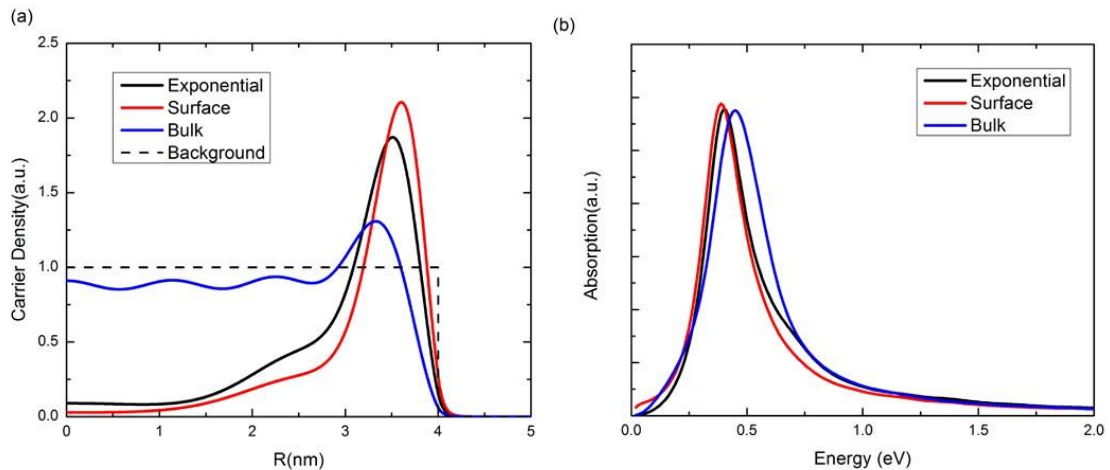 (a)
2.5
2.0
1.5
1.0
0.5
0.0
Carrier Density(a.u.)
Exponential
Surface
Bulk
Background
0
1
2
3
4
5
R(nm)
(b)
Absorption(a.u.)
Exponential
Surface
Bulk
0.0
0.5
1.0
1.5
2.0
Energy (eV)